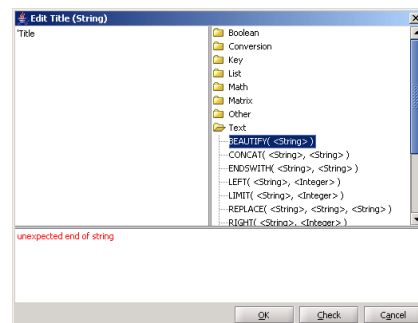 Edit Title (String)
'Title
Boolean
Conversion
Key
List
Math
Matrix
Other
Text
BEAUTIFY( <String> )
CONCAT( <String>, <String> )
ENDSWITH( <String>, <String> )
LEFT( <String>, <Integer> )
LIMIT( <String>, <Integer> )
REPLACE( <String>, <String>, <String> )
RIGHT( <String>, <Integer> )
unexpected end of string
OK
Check
Cancel